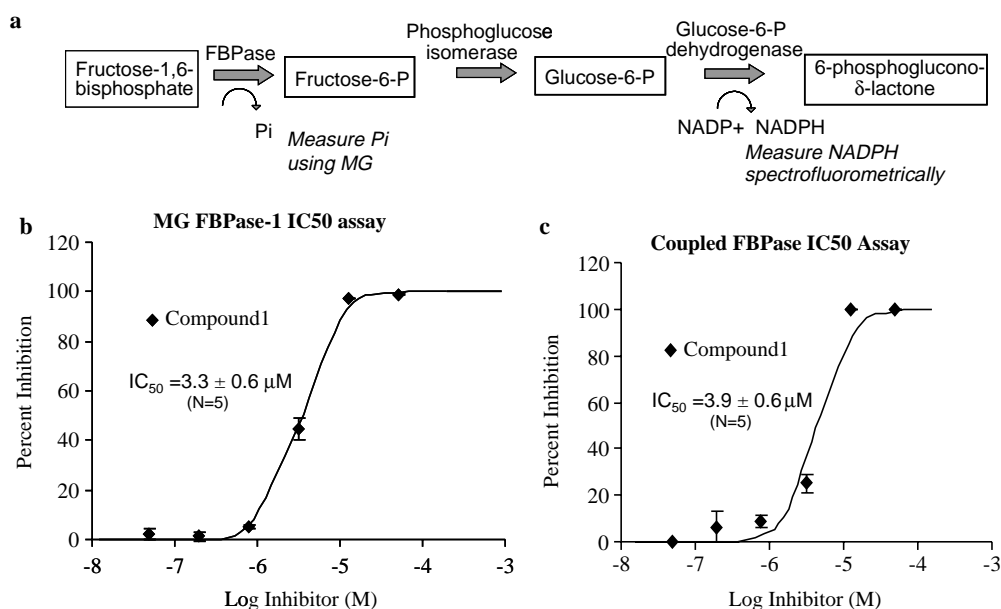 a
Fructose-1,6-
bisphosphate
FBPase
Pi
Measure Pi
using MG
Fructose-6-P
Phosphoglucose
isomerase
Glucose-6-P
Glucose-6-P
dehydrogenase
NADP+ NADPH
Measure NADPH
spectrofluorometrically
6-phosphoglucono-
δ-lactone
b
MG FBPase-1 IC50 assay
Percent Inhibition
120
100
80
60
40
20
0
Compound1
IC50 =3.3 ± 0.6 μM
(N=5)
-8 -7 -6 -5 -4 -3
Log Inhibitor (M)
c
Coupled FBPase IC50 Assay
Percent Inhibition
120
100
80
60
40
20
0
Compound1
IC50 =3.9 ± 0.6 μM
(N=5)
-8 -7 -6 -5 -4 -3
Log Inhibitor (M)